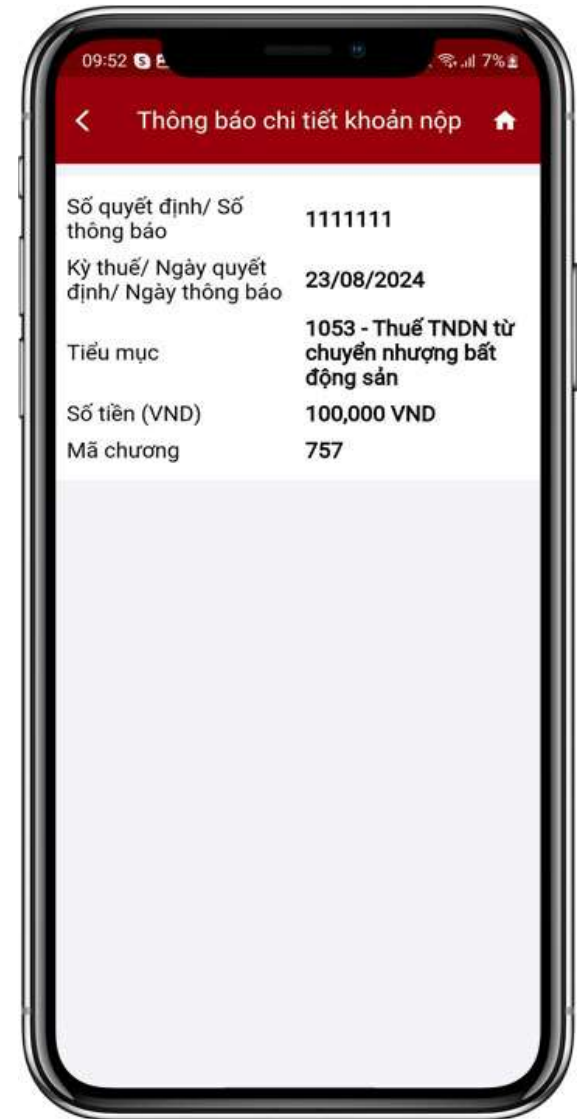 09:52
7%
Thông báo chi tiết khoản nộp
Số quyết định/ Số
thông báo
1111111
Kỳ thuế/ Ngày quyết
định/ Ngày thông báo
23/08/2024
Tiểu mục
1053 - Thuế TNDN từ
chuyển nhượng bất
động sản
Số tiền (VND)
100,000 VND
Mã chương
757